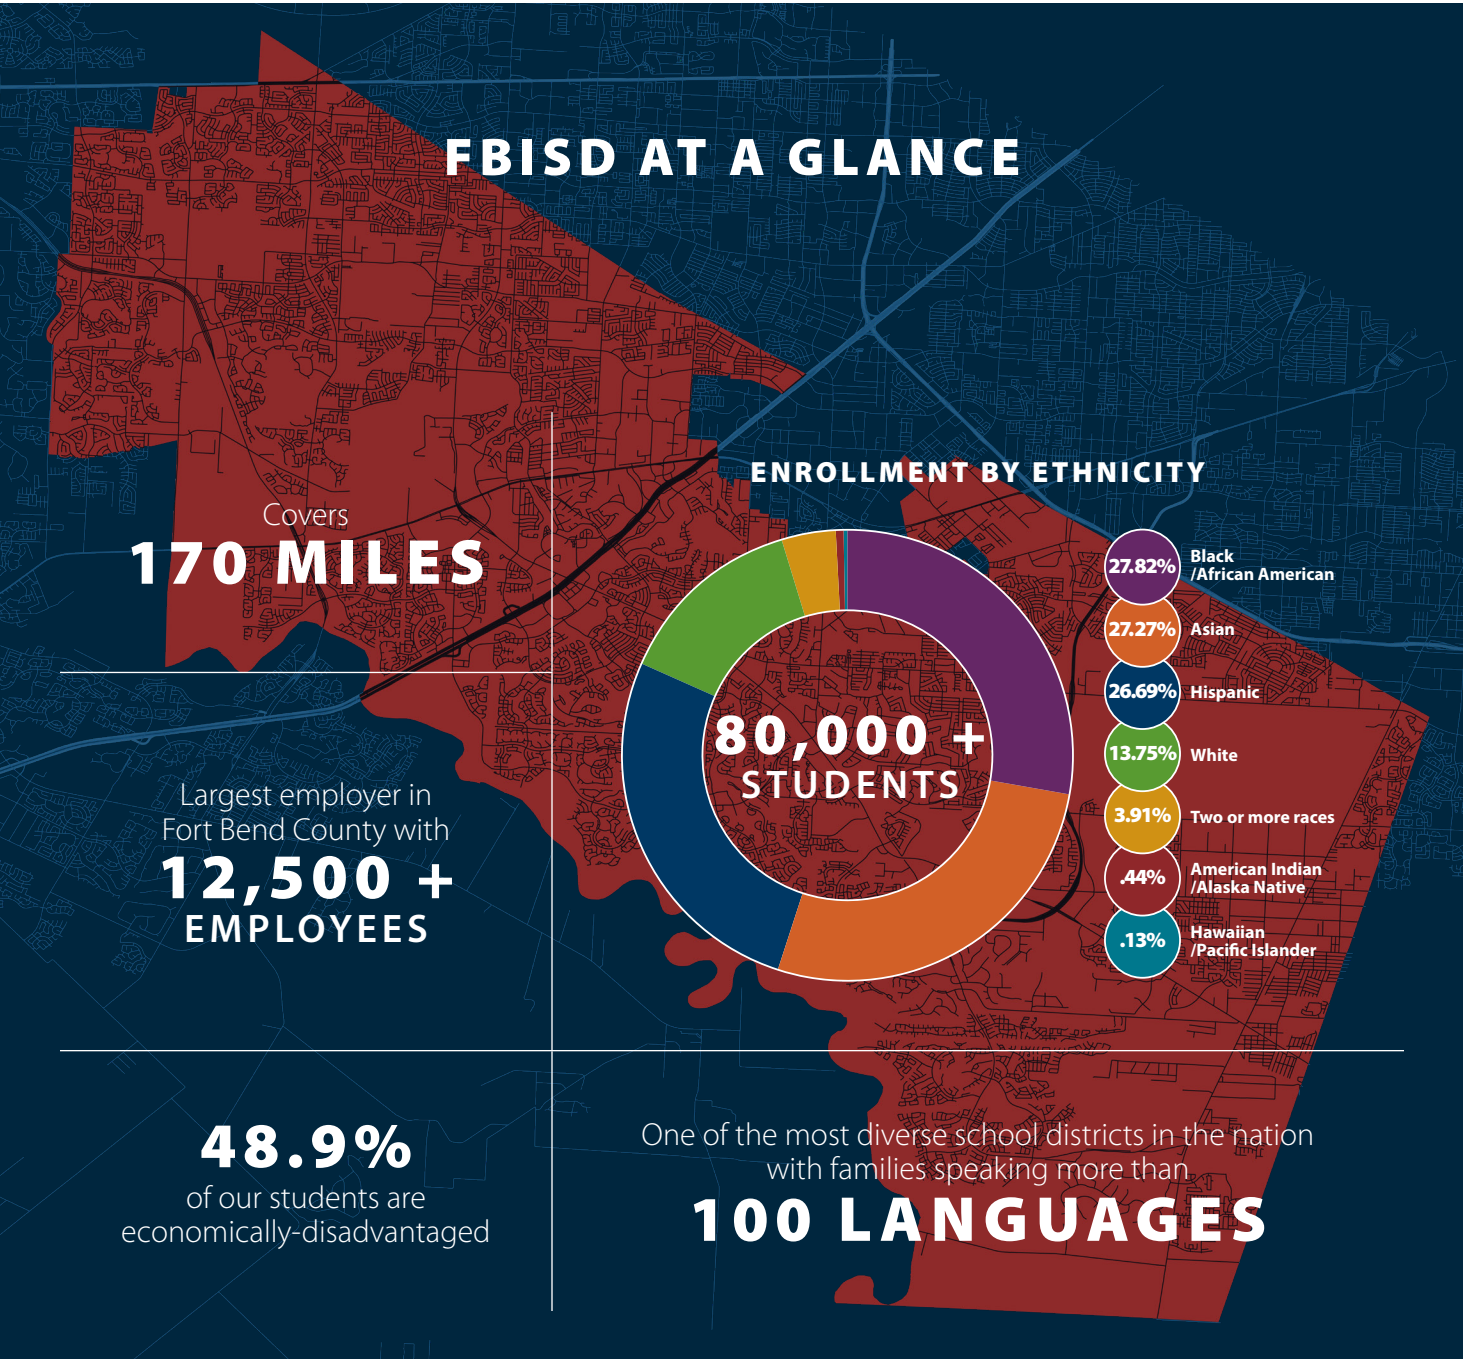 FBISD AT A GLANCE
Covers
170 MILES
Largest employer in
Fort Bend County with
12,500 +
EMPLOYEES
48.9%
of our students are
economically-disadvantaged
ENROLLMENT BY ETHNICITY
80,000 +
STUDENTS
27.82% Black
/African American
27.27% Asian
26.69% Hispanic
13.75% White
3.91% Two or more races
.44% American Indian
/Alaska Native
.13% Hawaiian
/Pacific Islander
One of the most diverse school districts in the nation
with families speaking more than
100 LANGUAGES